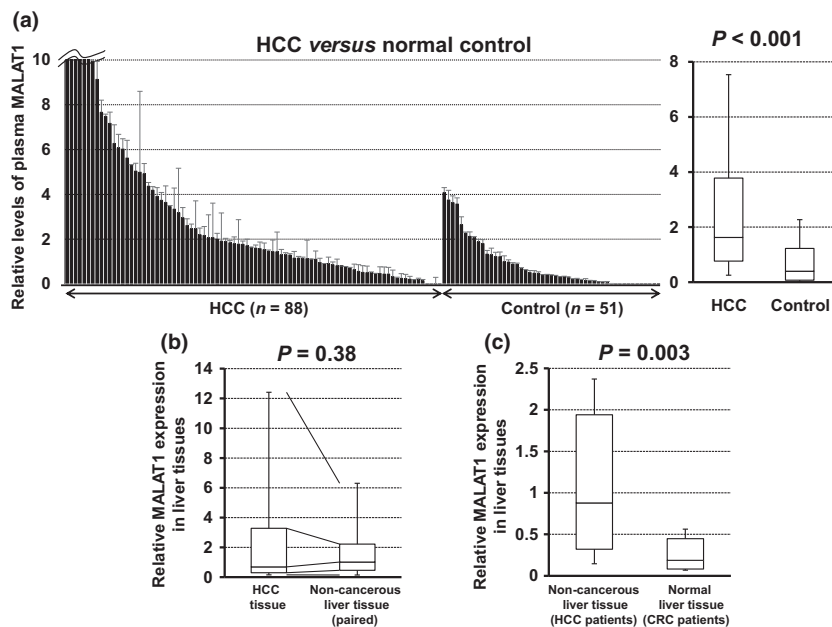 (a)
HCC versus normal control
P < 0.001
Relative levels of plasma MALAT1
10
8
6
4
2
0
HCC (n = 88)
Control (n = 51)
8
6
4
2
0
HCC
Control
(b)
P = 0.38
Relative MALAT1 expression
in liver tissues
14
12
10
8
6
4
2
0
HCC
tissue
Non-cancerous
liver tissue
(paired)
(c)
P = 0.003
Relative MALAT1 expression
in liver tissues
2.5
2
1.5
1
0.5
0
Non-cancerous
liver tissue
(HCC patients)
Normal
liver tissue
(CRC patients)